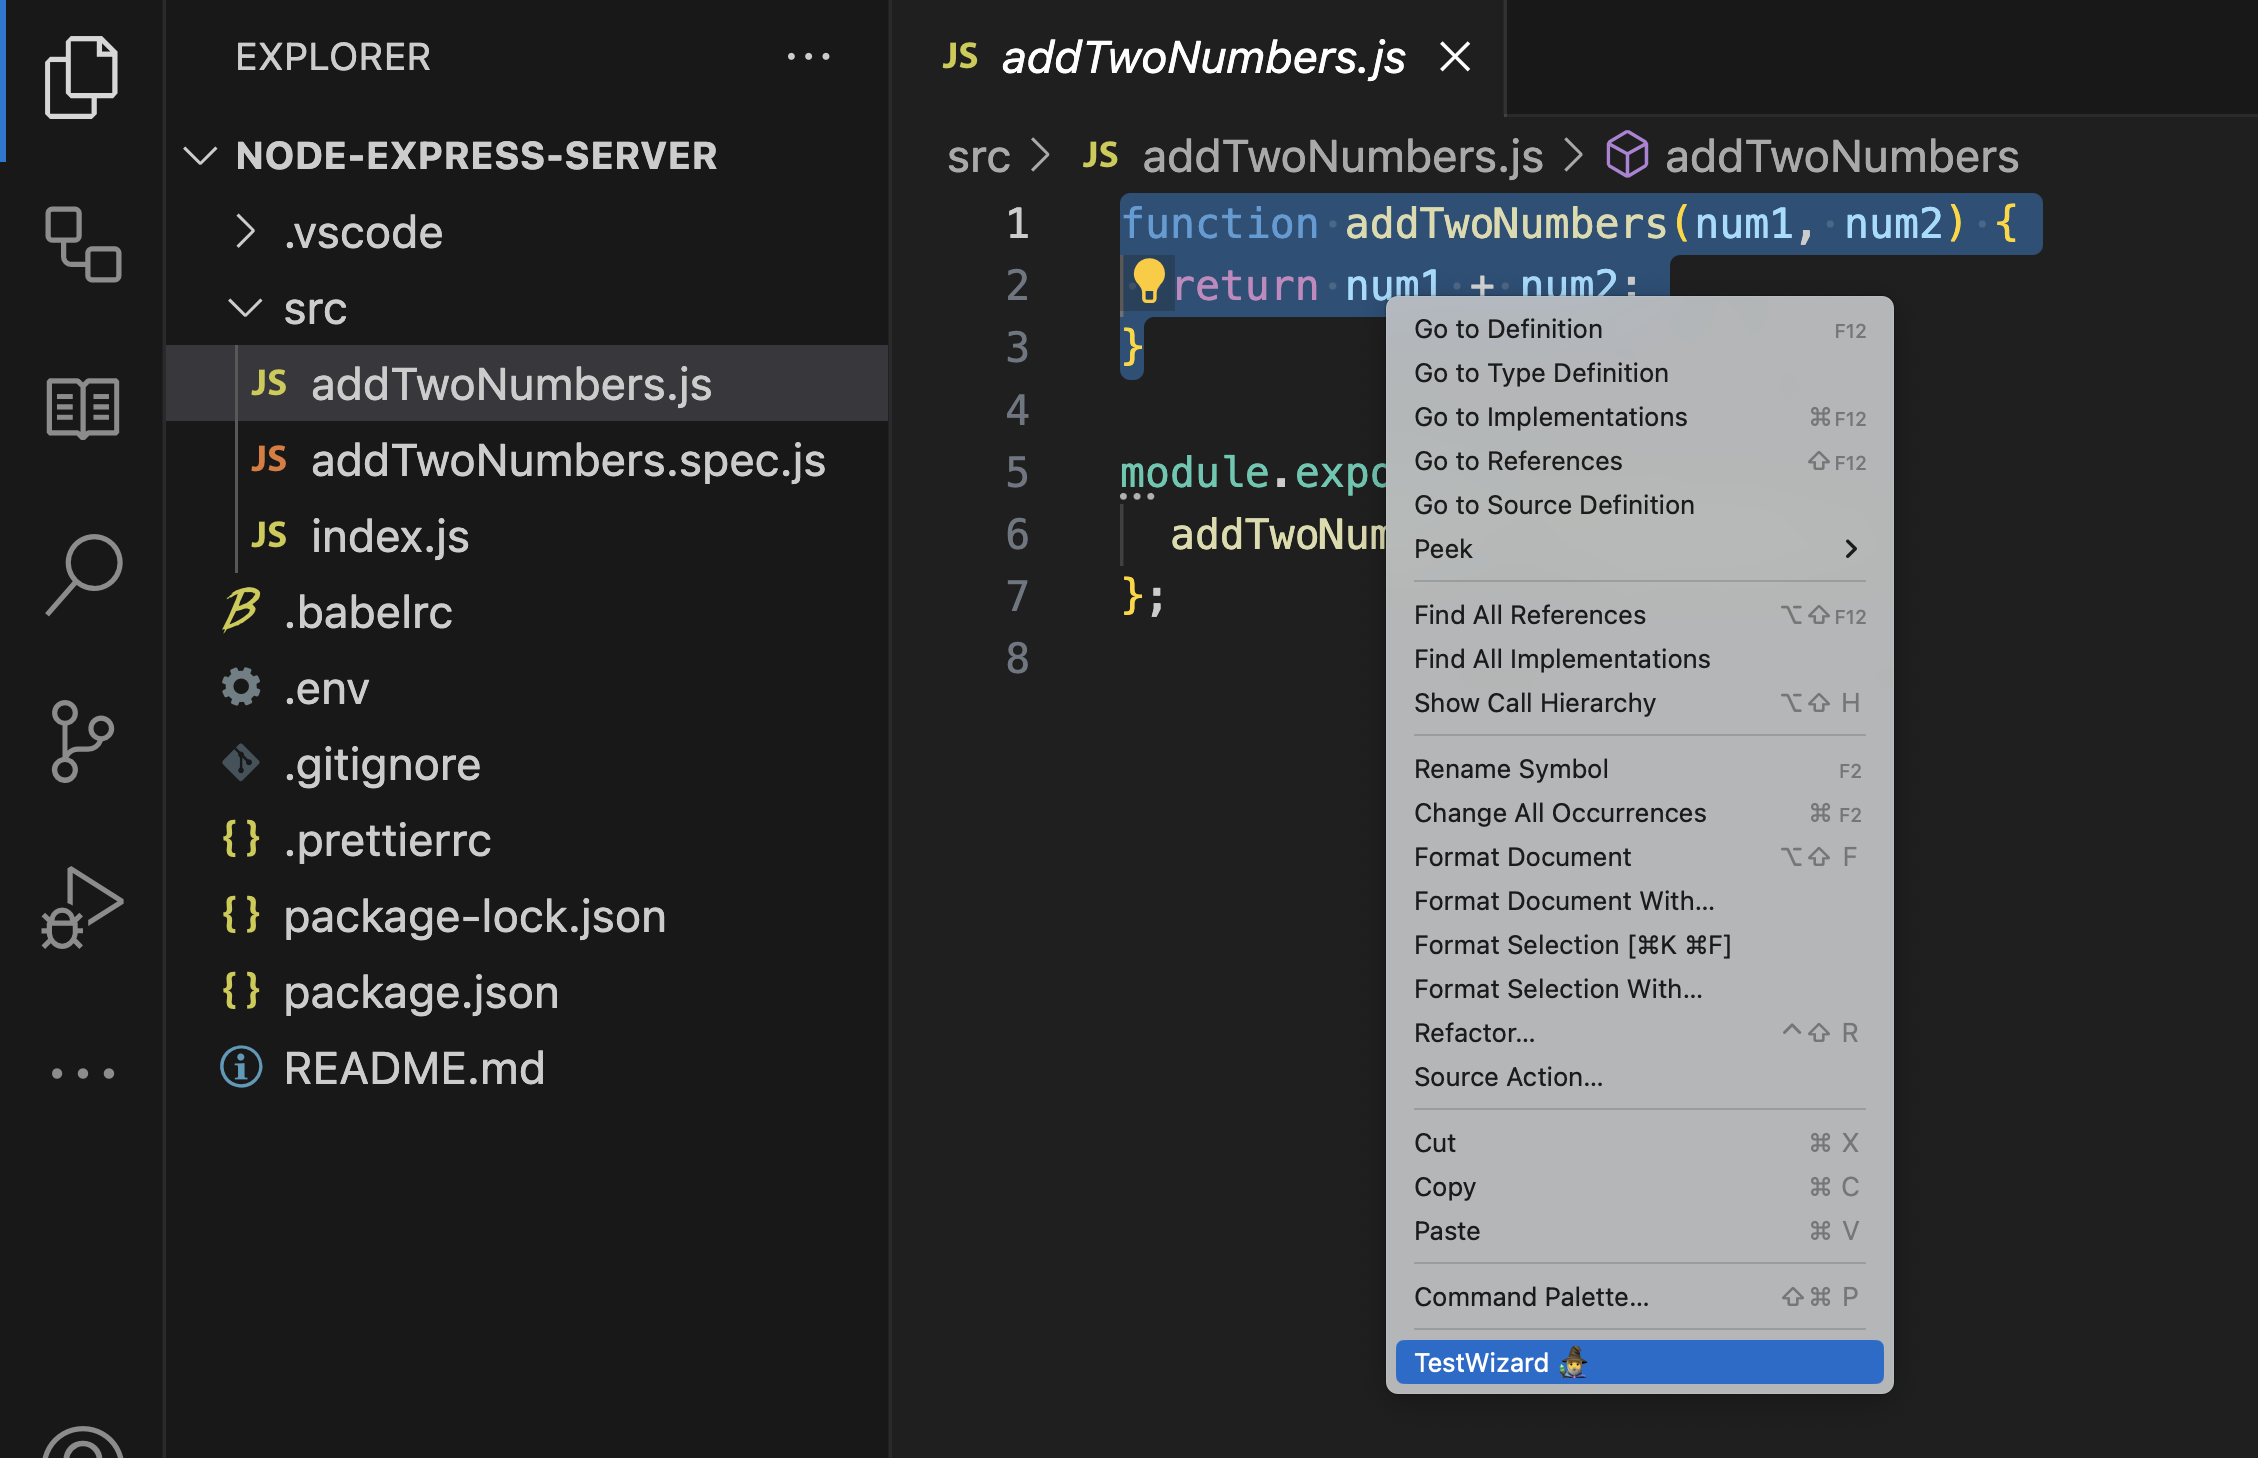 EXPLORER
NODE-EXPRESS-SERVER
.vscode
src
JS addTwoNumbers.js
JS addTwoNumbers.spec.js
JS index.js
B .babelrc
.env
.gitignore
{} .prettierrc
{} package-lock.json
{} package.json
README.md
JS addTwoNumbers.js
src > JS addTwoNumbers.js > addTwoNumbers
1 function addTwoNumbers(num1, num2) {
2 return num1 + num2;
3 }
4
5 module.expo
6 addTwoNum
7 };
8
Go to Definition F12
Go to Type Definition
Go to Implementations ⌘F12
Go to References ⇧F12
Go to Source Definition
Peek >
Find All References ⌥⇧F12
Find All Implementations
Show Call Hierarchy ⌥⇧ H
Rename Symbol F2
Change All Occurrences ⌘ F2
Format Document ⌥⇧ F
Format Document With...
Format Selection [⌘K ⌘F]
Format Selection With...
Refactor... ^⇧ R
Source Action...
Cut ⌘ X
Copy ⌘ C
Paste ⌘ V
Command Palette... ⇧⌘ P
TestWizard